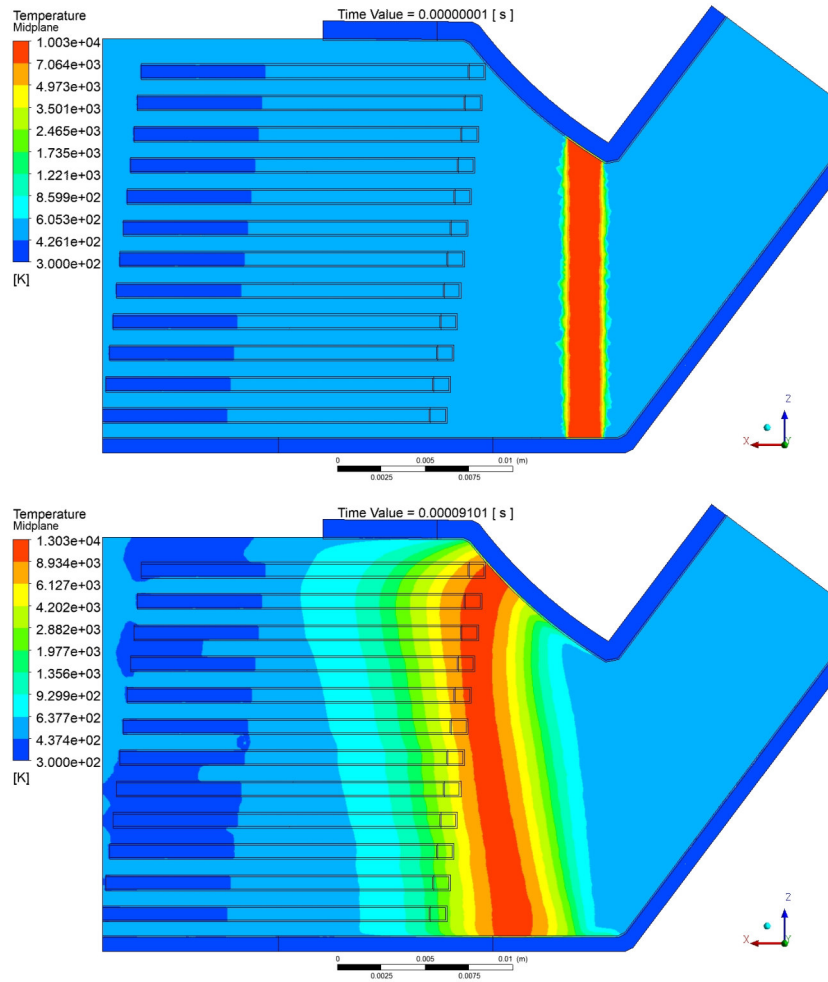 Temperature
Midplane
Time Value = 0.00000001 [ s ]
1.003e+04
7.064e+03
4.973e+03
3.501e+03
2.465e+03
1.735e+03
1.221e+03
8.599e+02
6.053e+02
4.261e+02
3.000e+02
[K]
Z
X
Y
0 0.005 0.01 (m)
0.0025 0.0075
Temperature
Midplane
Time Value = 0.00009101 [ s ]
1.303e+04
8.934e+03
6.127e+03
4.202e+03
2.882e+03
1.977e+03
1.356e+03
9.299e+02
6.377e+02
4.374e+02
3.000e+02
[K]
Z
X
Y
0 0.005 0.01 (m)
0.0025 0.0075